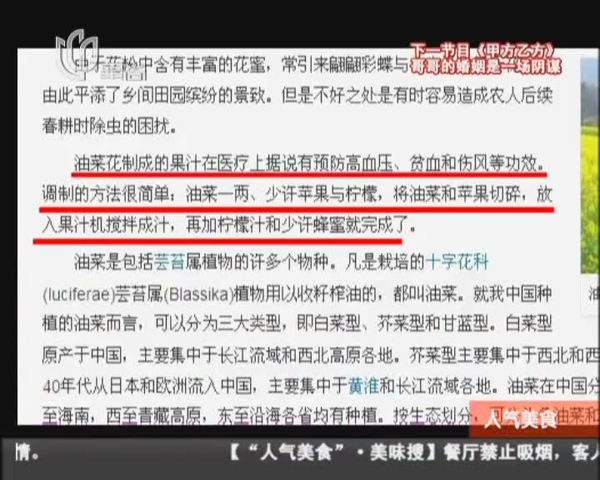 下一节目《甲方乙方》
哥哥的婚姻是一场阴谋
由于花粉中含有丰富的花蜜，常引来翩翩彩蝶与
由此平添了乡间田园缤纷的景致。但是不好之处是有时容易造成农人后续
春耕时除虫的困扰。
油菜花制成的果汁在医疗上据说有预防高血压、贫血和伤风等功效。
调制的方法很简单：油菜一两、少许苹果与柠檬，将油菜和苹果切碎，放
入果汁机搅拌成汁，再加柠檬汁和少许蜂蜜就完成了。
油菜是包括芸苔属植物的许多个物种。凡是栽培的十字花科
(luciferae)芸苔属(Blassika)植物用以收籽榨油的，都叫油菜。就我中国种
植的油菜而言，可以分为三大类型，即白菜型、芥菜型和甘蓝型。白菜型
原产于中国，主要集中于长江流域和西北高原各地。芥菜型主要集中于西北和西
40年代从日本和欧洲流入中国，主要集中于黄淮和长江流域各地。油菜在中国分
至海南，西至青藏高原，东至沿海各省均有种植。按生态划分，
油菜和
油
人气美食
情。 【“人气美食”·美味搜】餐厅禁止吸烟，客人